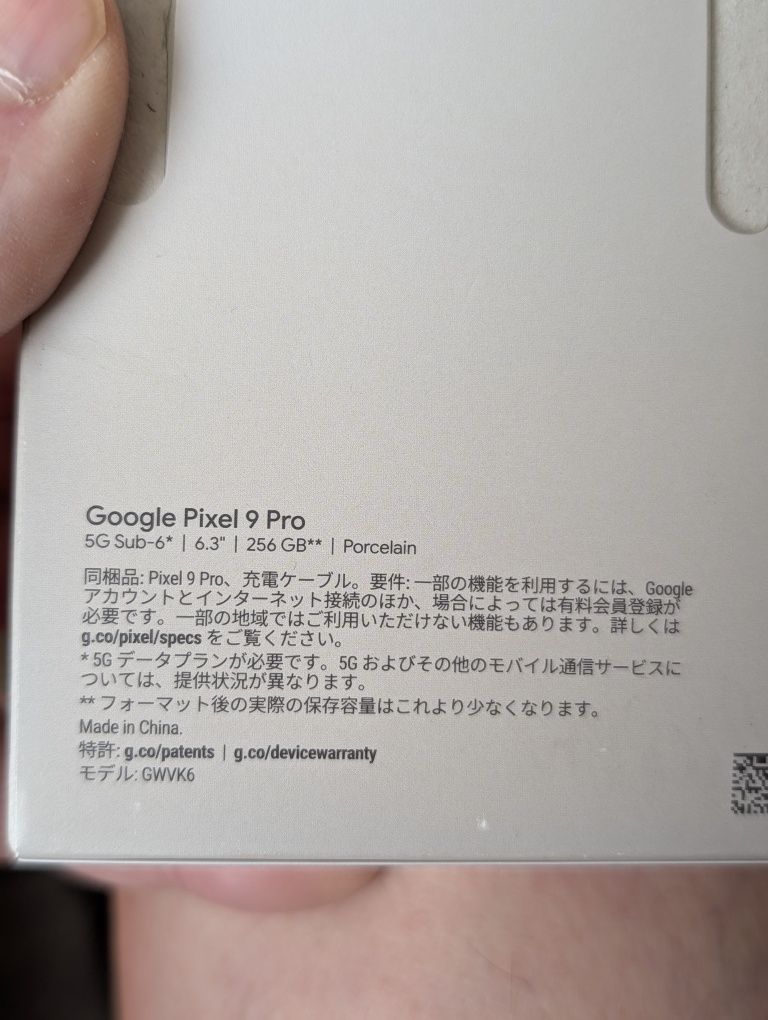 Google Pixel 9 Pro
5G Sub-6* | 6.3" | 256 GB** | Porcelain
同梱品: Pixel 9 Pro、充電ケーブル。要件: 一部の機能を利用するには、Google
アカウントとインターネット接続のほか、場合によっては有料会員登録が
必要です。一部の地域ではご利用いただけない機能もあります。詳しくは
g.co/pixel/specs をご覧ください。
* 5G データプランが必要です。5G およびその他のモバイル通信サービスに
ついては、提供状況が異なります。
** フォーマット後の実際の保存容量はこれより少なくなります。
Made in China.
特許: g.co/patents | g.co/devicewarranty
モデル: GWVK6